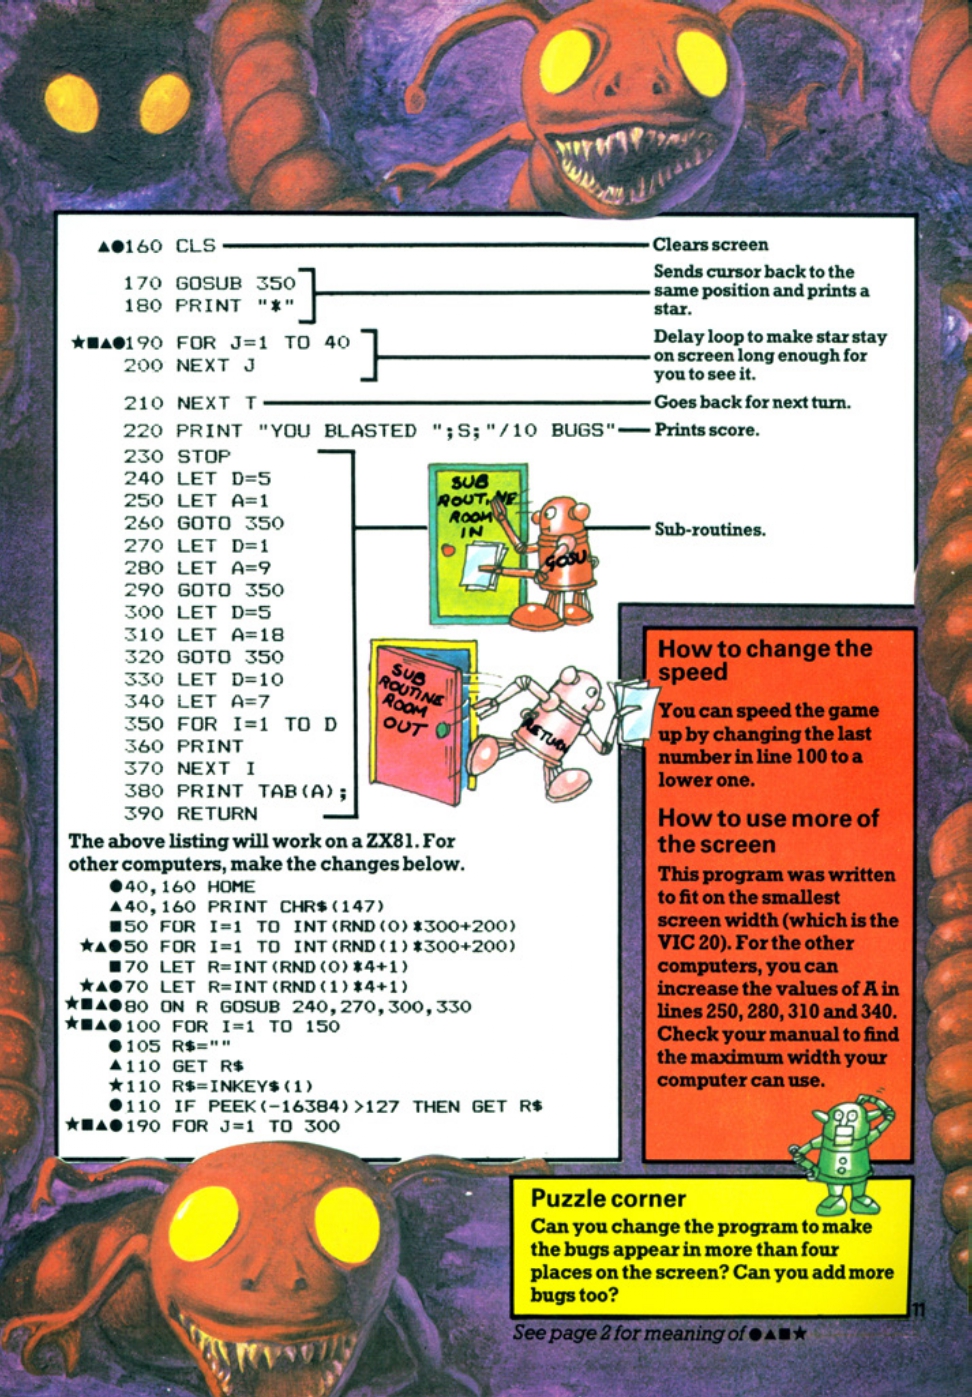 ▲●160 CLS
Clears screen
170 GOSUB 350
180 PRINT "*"
Sends cursor back to the
same position and prints a
star.
★■▲●190 FOR J=1 TO 40
200 NEXT J
Delay loop to make star stay
on screen long enough for
you to see it.
210 NEXT T
Goes back for next turn.
220 PRINT "YOU BLASTED ";S;"/10 BUGS"
Prints score.
230 STOP
240 LET D=5
250 LET A=1
260 GOTO 350
270 LET D=1
280 LET A=9
290 GOTO 350
300 LET D=5
310 LET A=18
320 GOTO 350
330 LET D=10
340 LET A=7
350 FOR I=1 TO D
360 PRINT
370 NEXT I
380 PRINT TAB(A);
390 RETURN
Sub-routines.
SUB
ROUTINE
ROOM
IN
GOSU
SUB
ROUTINE
ROOM
OUT
RETURN
The above listing will work on a ZX81. For
other computers, make the changes below.
●40,160 HOME
▲40,160 PRINT CHR$(147)
■50 FOR I=1 TO INT(RND(0)*300+200)
★▲●50 FOR I=1 TO INT(RND(1)*300+200)
■70 LET R=INT(RND(0)*4+1)
★▲●70 LET R=INT(RND(1)*4+1)
★■▲●80 ON R GOSUB 240,270,300,330
★■▲●100 FOR I=1 TO 150
●105 R$=""
▲110 GET R$
★110 R$=INKEY$(1)
●110 IF PEEK(-16384)>127 THEN GET R$
★■▲●190 FOR J=1 TO 300
How to change the
speed
You can speed the game
up by changing the last
number in line 100 to a
lower one.
How to use more of
the screen
This program was written
to fit on the smallest
screen width (which is the
VIC 20). For the other
computers, you can
increase the values of A in
lines 250, 280, 310 and 340.
Check your manual to find
the maximum width your
computer can use.
Puzzle corner
Can you change the program to make
the bugs appear in more than four
places on the screen? Can you add more
bugs too?
11
See page 2 for meaning of ●▲■★